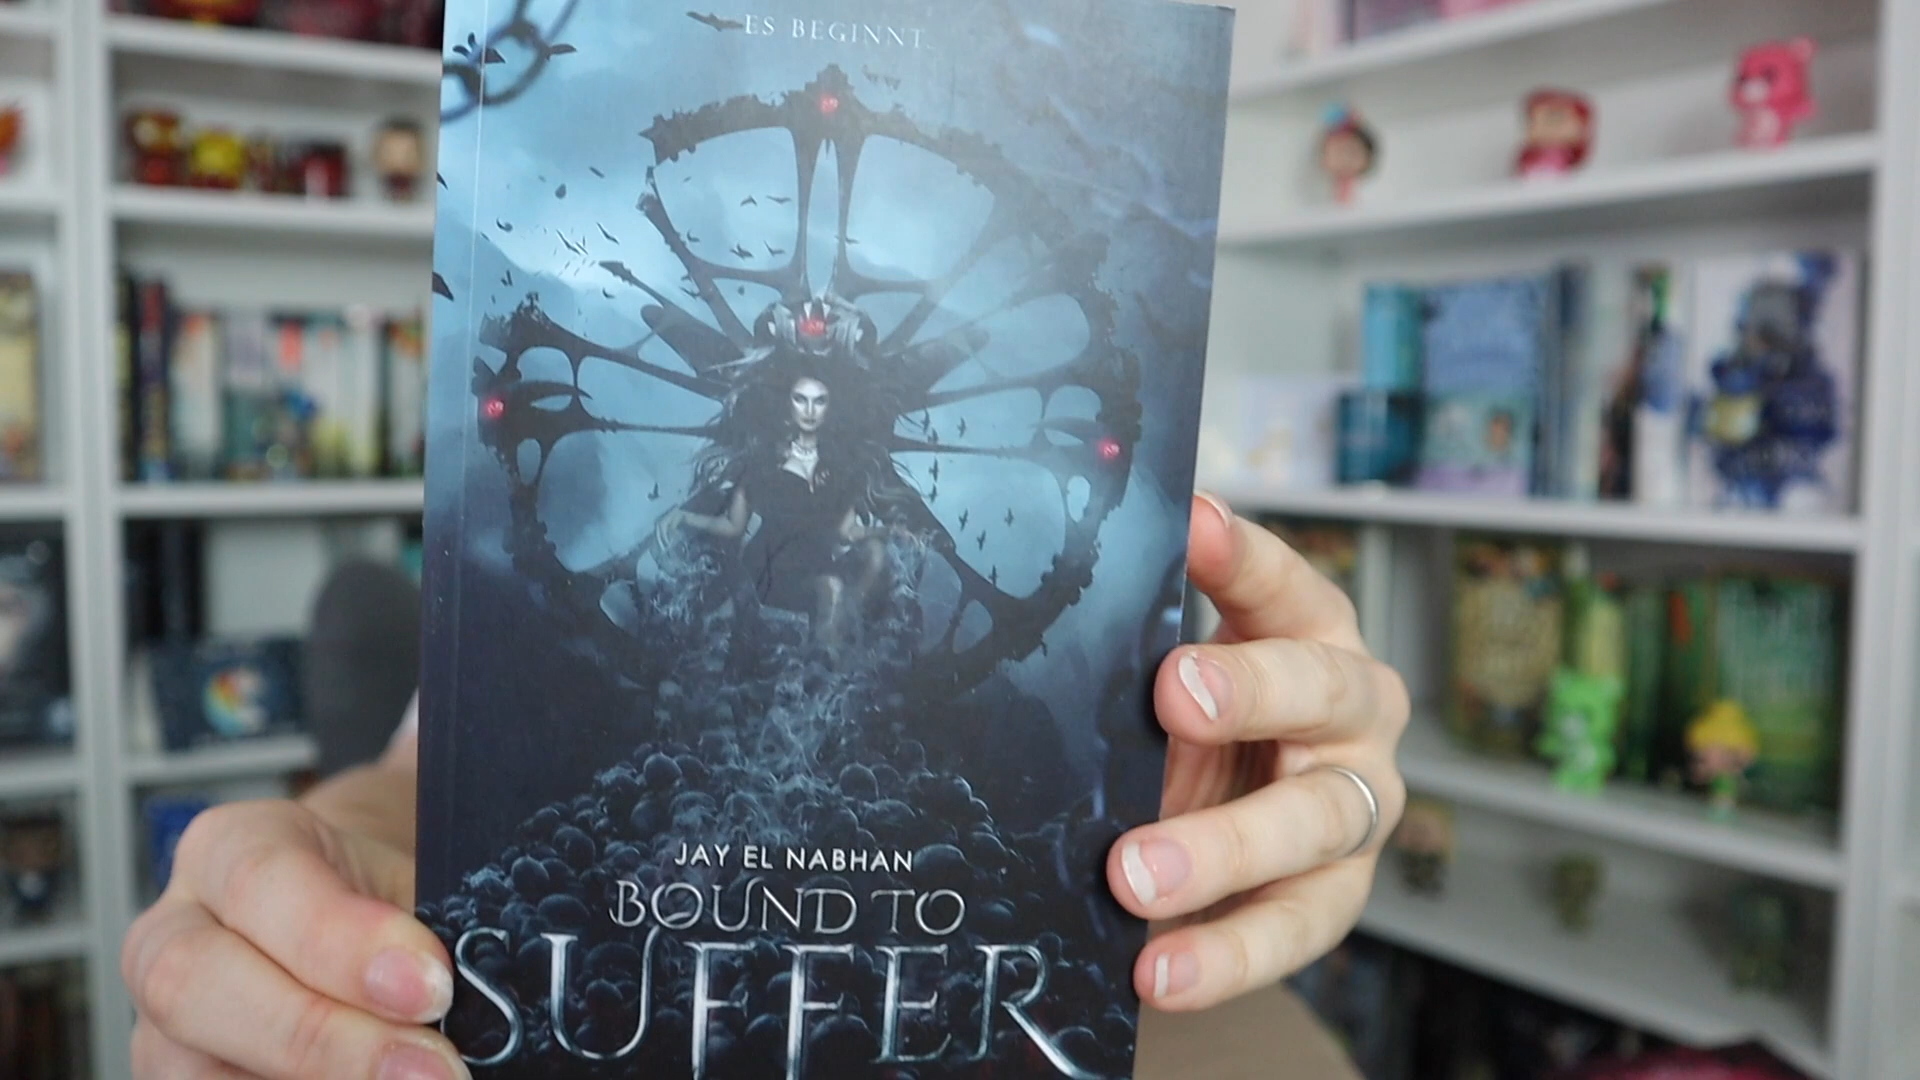 ES BEGINNT.
JAY EL NABHAN
BOUND TO
SUFFER